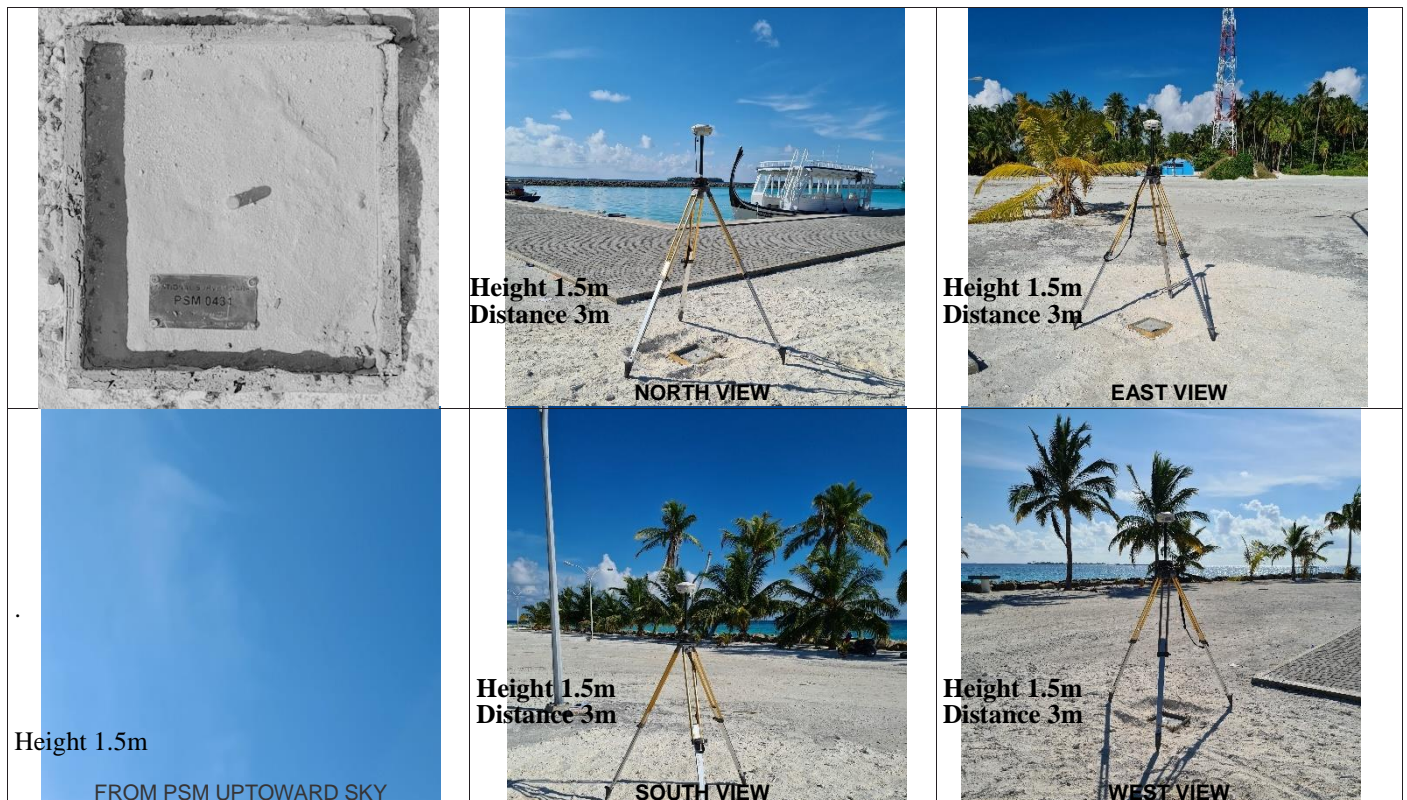 PSM 0431
Height 1.5m
Distance 3m
NORTH VIEW
Height 1.5m
Distance 3m
EAST VIEW
.
Height 1.5m
FROM PSM UPTOWARD SKY
Height 1.5m
Distance 3m
SOUTH VIEW
Height 1.5m
Distance 3m
WEST VIEW